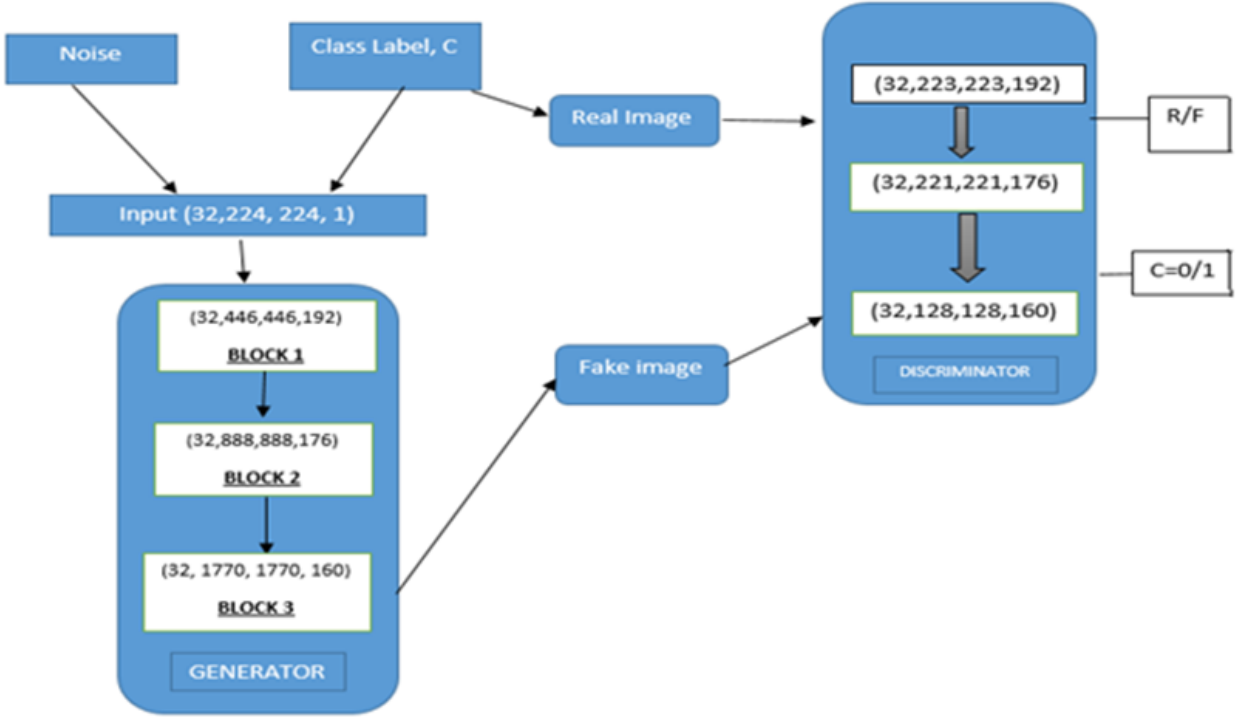 Noise
Class Label, C
Real Image
Input (32,224, 224, 1)
(32,446,446,192)
BLOCK 1
(32,888,888,176)
BLOCK 2
(32, 1770, 1770, 160)
BLOCK 3
GENERATOR
Fake image
(32,223,223,192)
(32,221,221,176)
(32,128,128,160)
DISCRIMINATOR
R/F
C=0/1